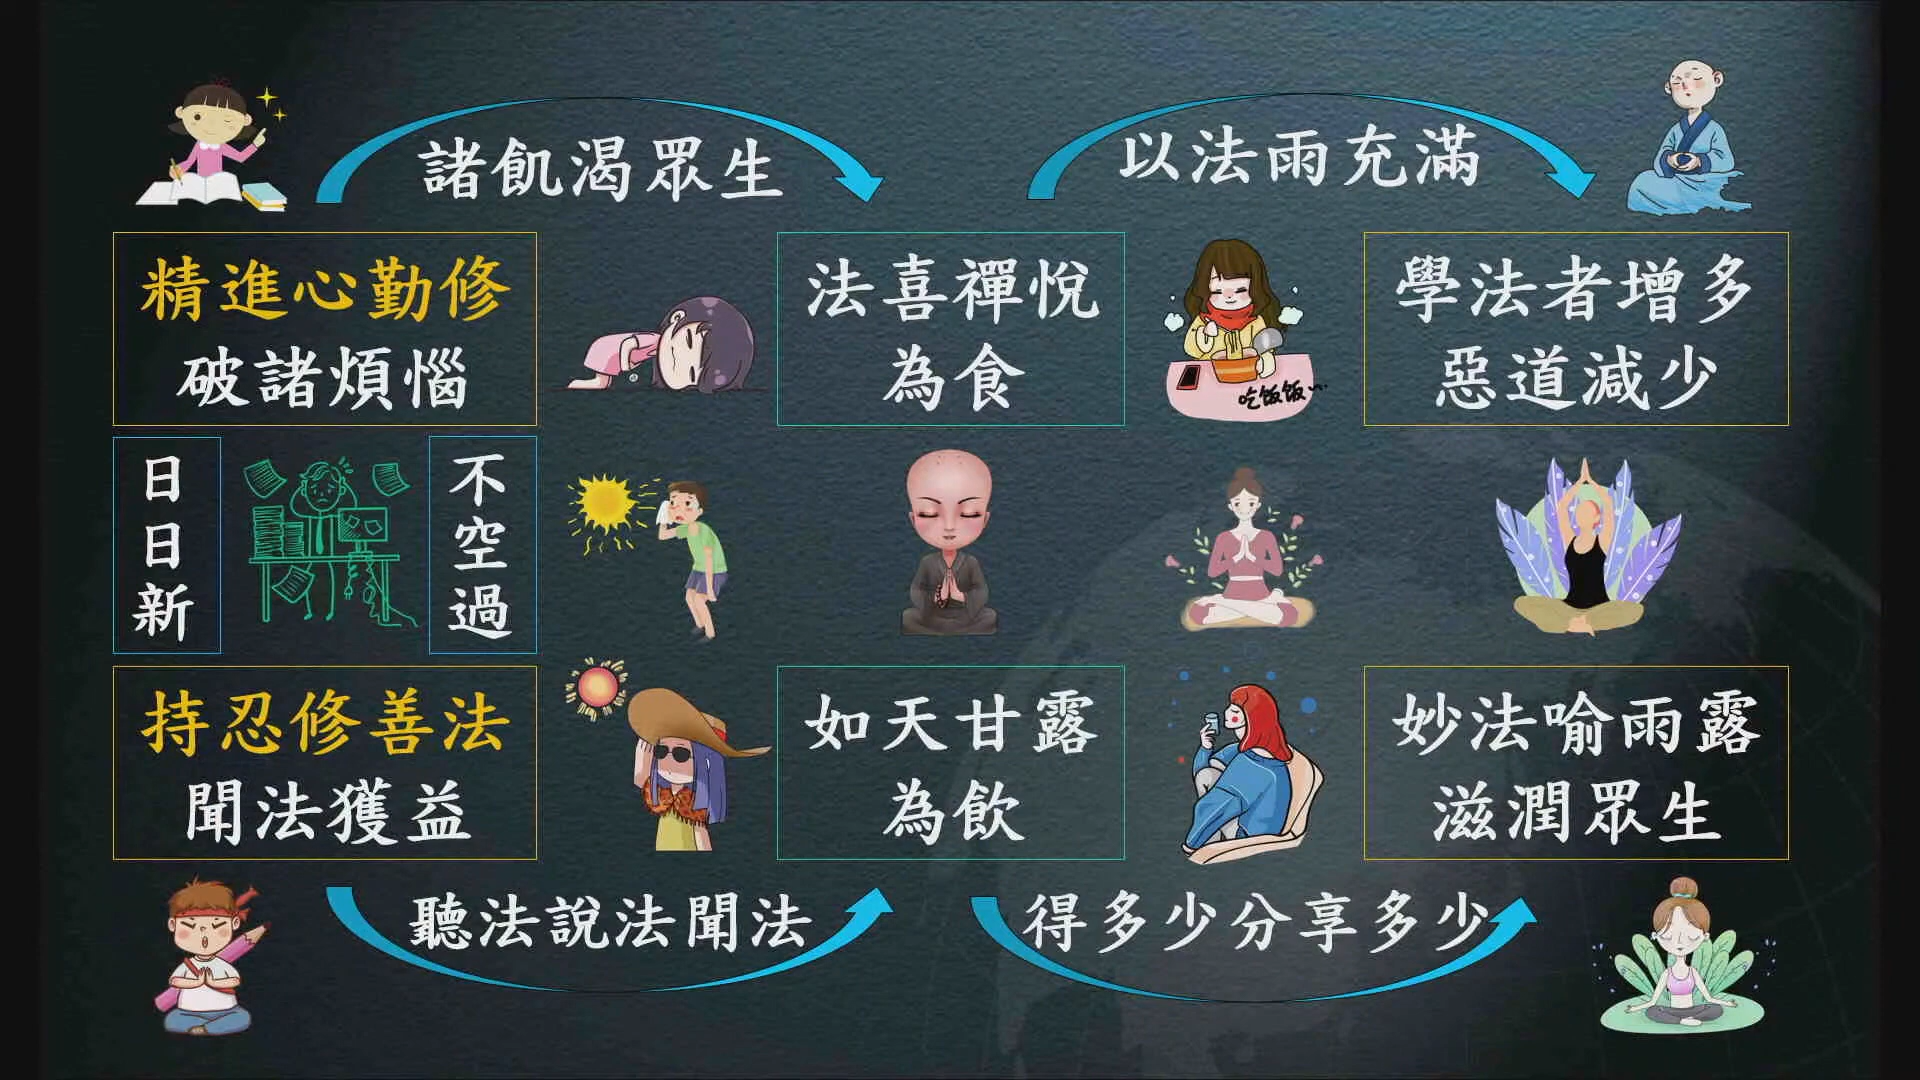 諸飢渴眾生
以法雨充滿
精進心勤修
破諸煩惱
法喜禪悅
為食
吃饭饭~
學法者增多
惡道減少
日日新
不空過
持忍修善法
聞法獲益
如天甘露
為飲
妙法喻雨露
滋潤眾生
聽法說法聞法
得多少分享多少